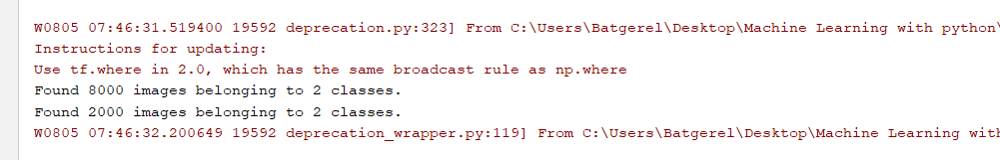 W0805 07:46:31.519400 19592 deprecation.py:323] From C:\Users\Batgerel\Desktop\Machine Learning with python\
Instructions for updating:
Use tf.where in 2.0, which has the same broadcast rule as np.where
Found 8000 images belonging to 2 classes.
Found 2000 images belonging to 2 classes.
W0805 07:46:32.200649 19592 deprecation_wrapper.py:119] From C:\Users\Batgerel\Desktop\Machine Learning with